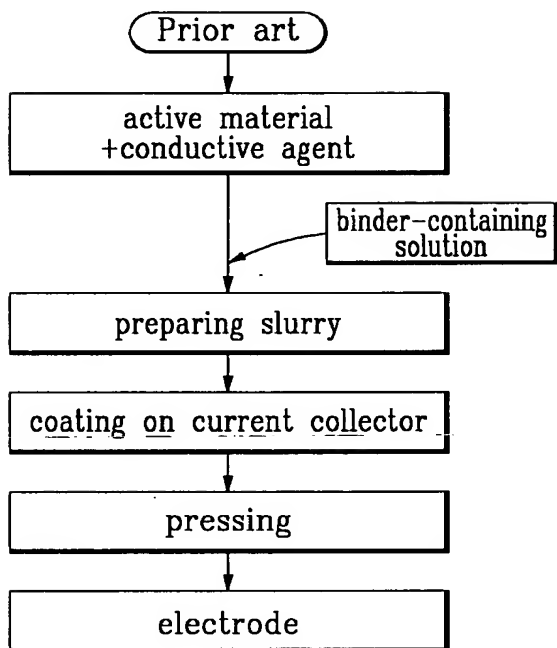 Prior art
active material
+conductive agent
binder-containing
solution
preparing slurry
coating on current collector
pressing
electrode